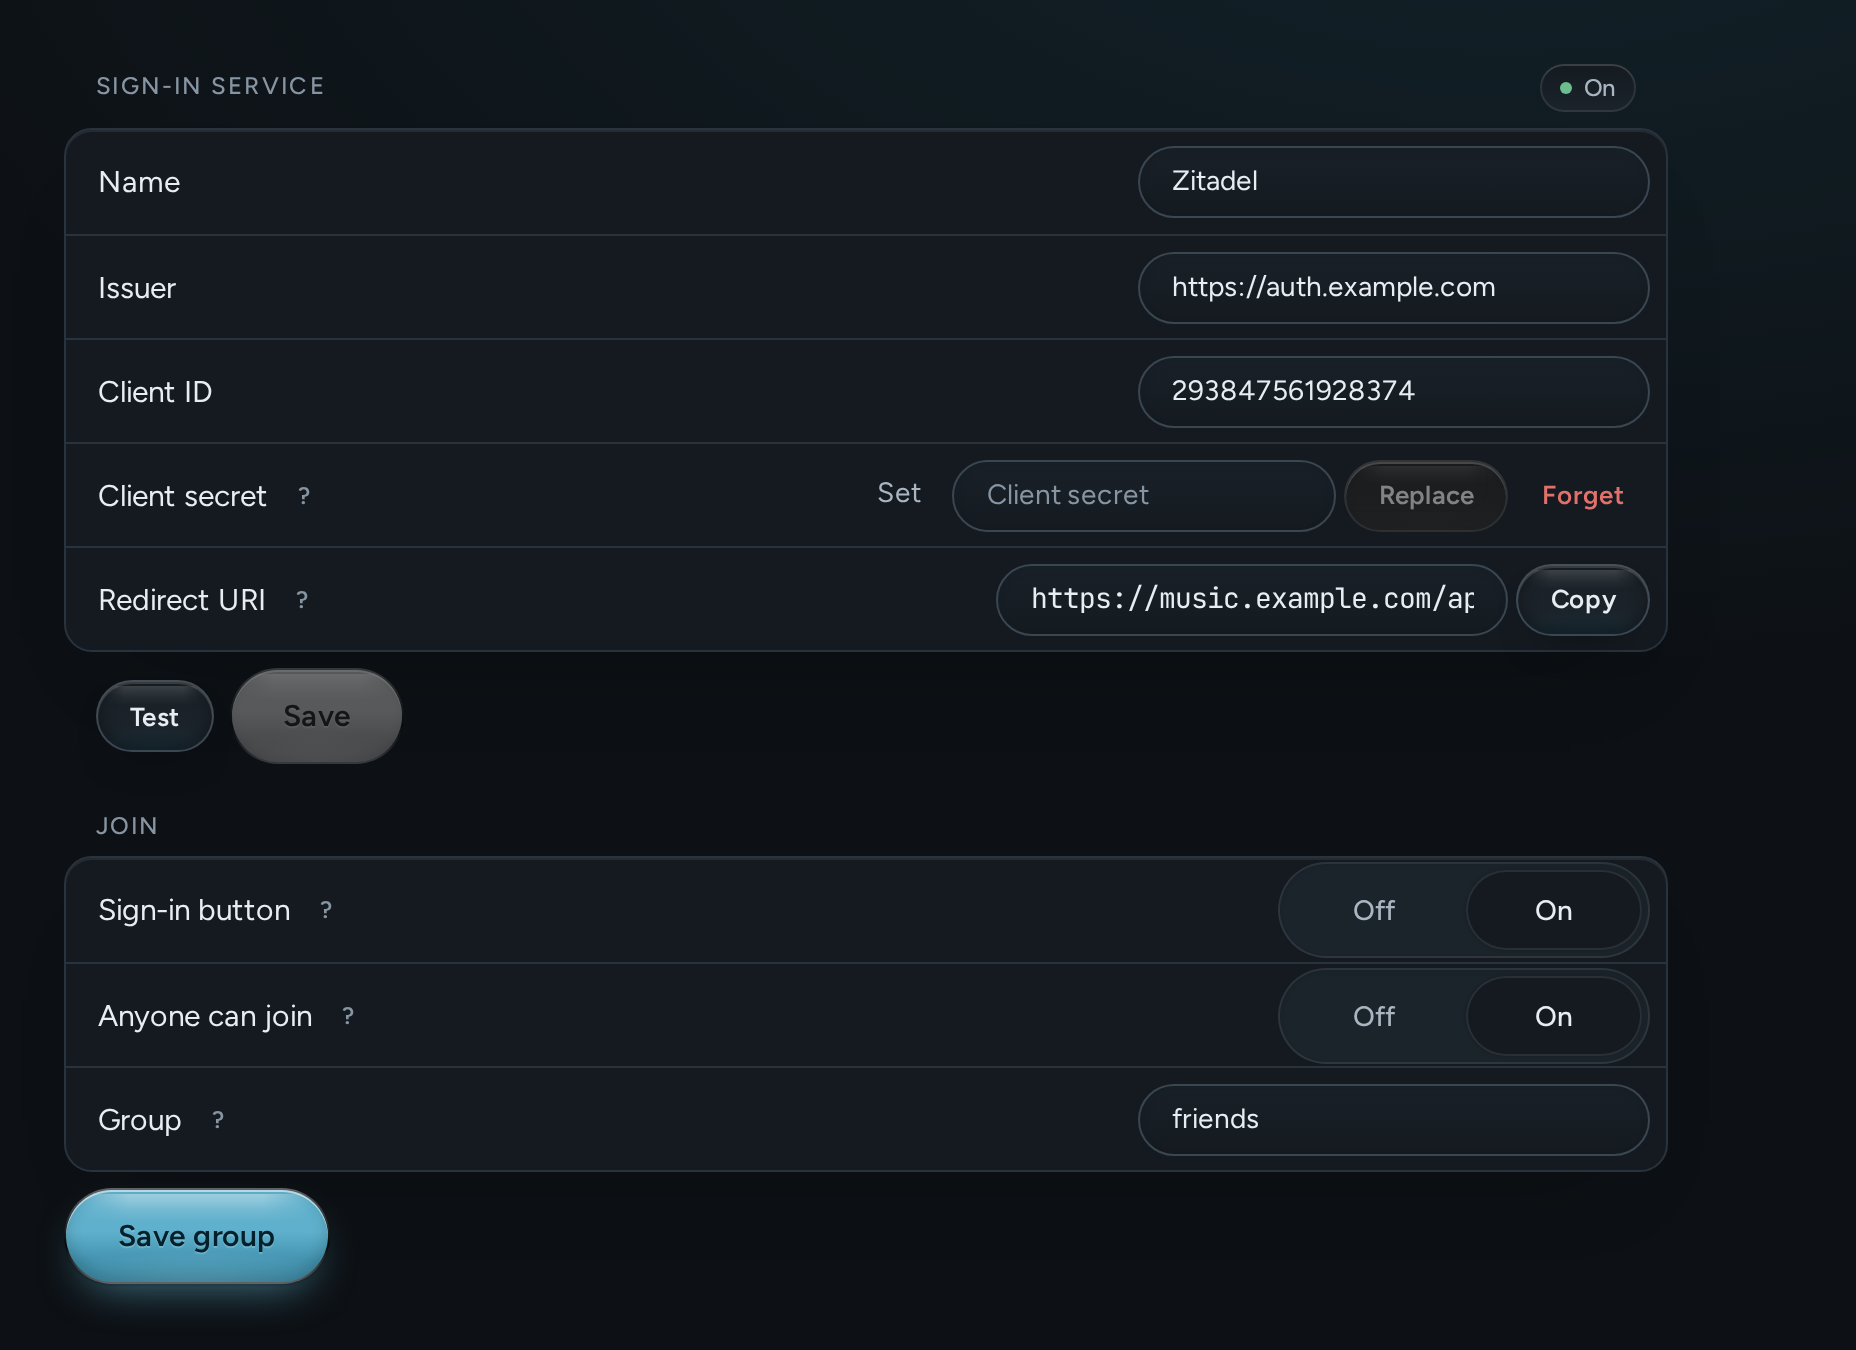 SIGN-IN SERVICE
On
Name
Zitadel
Issuer
https://auth.example.com
Client ID
293847561928374
Client secret ?
Set
Client secret
Replace
Forget
Redirect URI ?
https://music.example.com/ap
Copy
Test
Save
JOIN
Sign-in button ?
Off
On
Anyone can join ?
Off
On
Group ?
friends
Save group